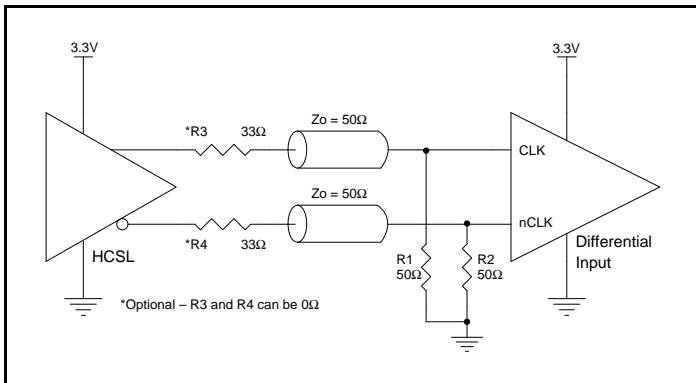 3.3V
3.3V
*R3 33Ω
Zo = 50Ω
CLK
Zo = 50Ω
nCLK
*R4 33Ω
HCSL
R1
50Ω
R2
50Ω
Differential
Input
*Optional – R3 and R4 can be 0Ω